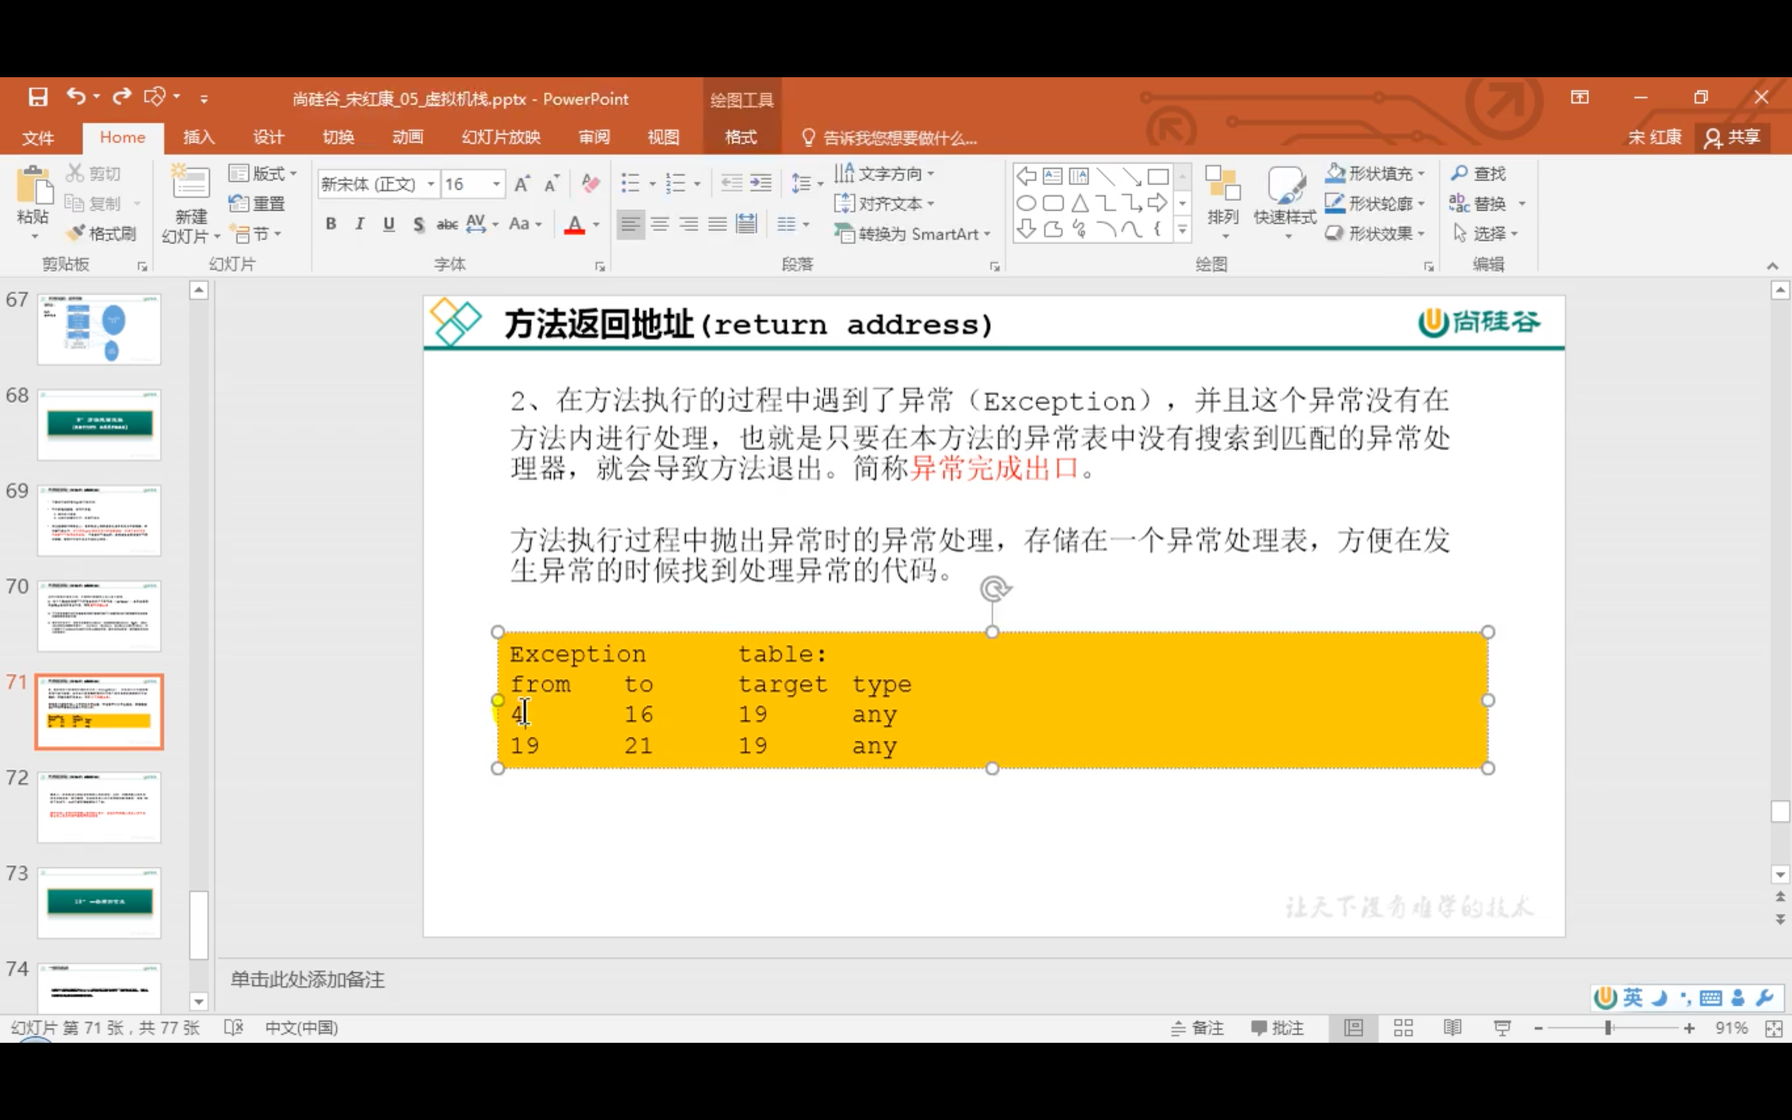 尚硅谷_宋红康_05_虚拟机栈.pptx - PowerPoint
绘图工具
文件
Home
插入
设计
切换
动画
幻灯片放映
审阅
视图
格式
告诉我您想要做什么...
宋 红康
共享
粘贴
剪切
复制
格式刷
剪贴板
新建
幻灯片
版式
重置
节
幻灯片
新宋体 (正文)
16
B I U S abc AV Aa A
字体
文字方向
对齐文本
转换为 SmartArt
段落
排列
快速样式
形状填充
形状轮廓
形状效果
绘图
查找
替换
选择
编辑
67
68
69
70
71
72
73
74
方法返回地址(return address)
尚硅谷
2、在方法执行的过程中遇到了异常（Exception），并且这个异常没有在
方法内进行处理，也就是只要在本方法的异常表中没有搜索到匹配的异常处
理器，就会导致方法退出。简称异常完成出口。
方法执行过程中抛出异常时的异常处理，存储在一个异常处理表，方便在发
生异常的时候找到处理异常的代码。
Exception table:
from to target type
4 16 19 any
19 21 19 any
让天下没有难学的技术
单击此处添加备注
英
幻灯片 第 71 张，共 77 张
中文(中国)
备注
批注
91%